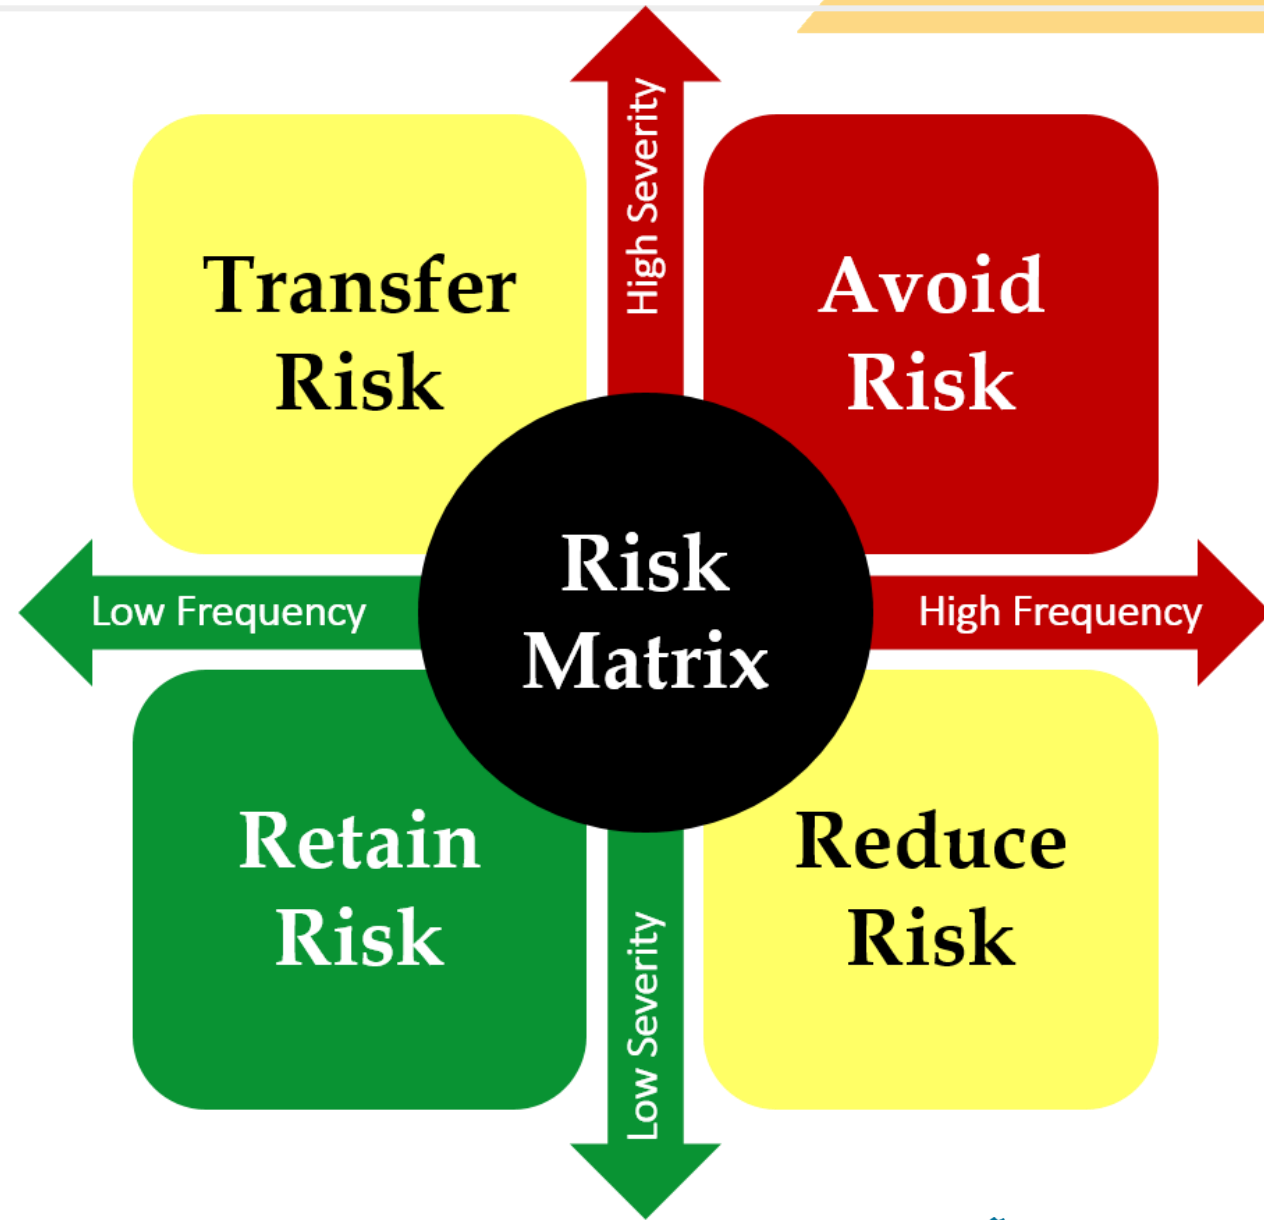 High Severity
Transfer
Risk
Avoid
Risk
Low Frequency
Risk
Matrix
High Frequency
Retain
Risk
Reduce
Risk
Low Severity